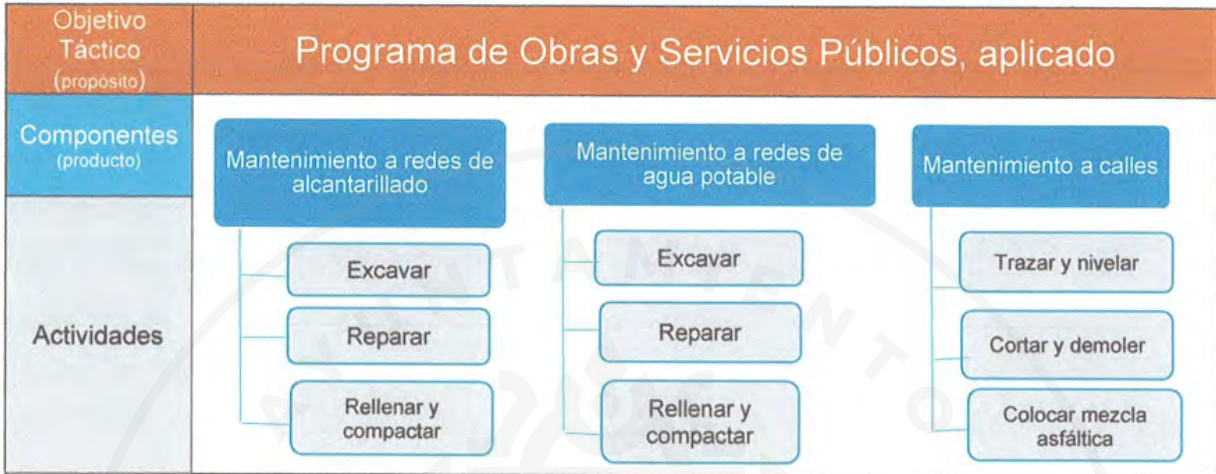 Objetivo
Táctico
(propósito)
Programa de Obras y Servicios Públicos, aplicado
Componentes
(producto)
Mantenimiento a redes de
alcantarillado
Mantenimiento a redes de
agua potable
Mantenimiento a calles
Actividades
Excavar
Reparar
Rellenar y
compactar
Excavar
Reparar
Rellenar y
compactar
Trazar y nivelar
Cortar y demoler
Colocar mezcla
asfáltica
AYUNTAMIENTO